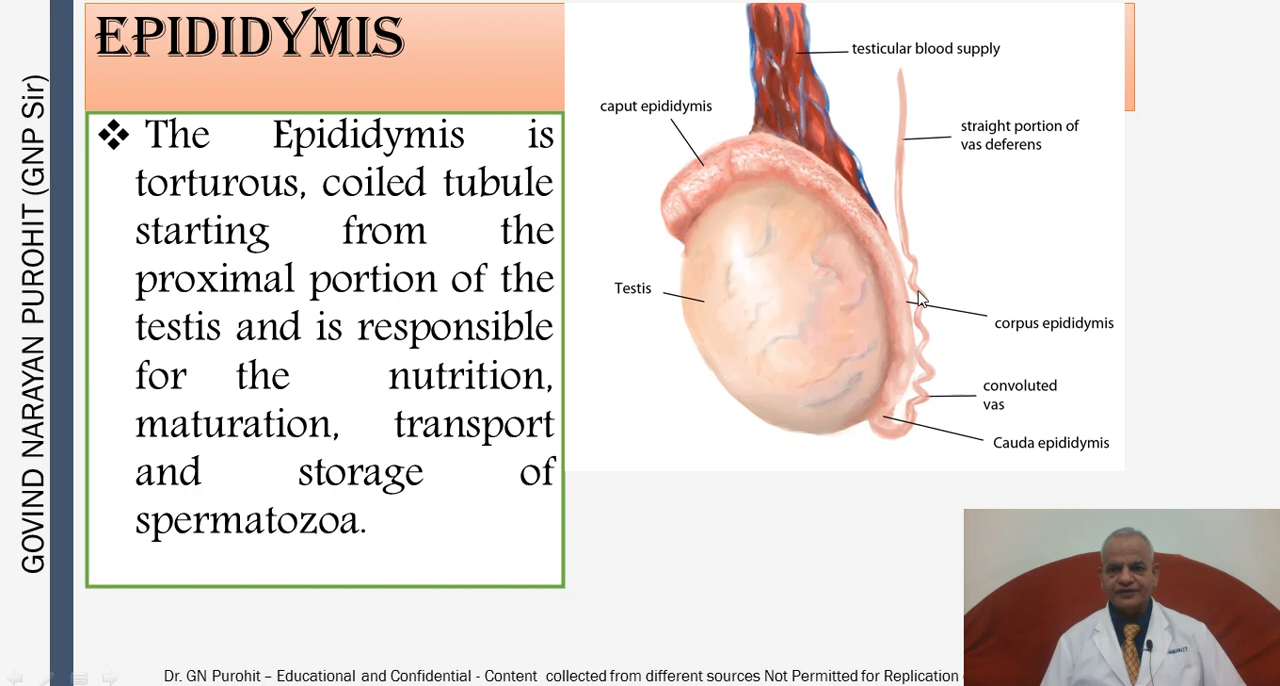 GOVIND NARAYAN PUROHIT (GNP Sir)
EPIDIDYMIS
❖ The Epididymis is
torturous, coiled tubule
starting from the
proximal portion of the
testis and is responsible
for the nutrition,
maturation, transport
and storage of
spermatozoa.
testicular blood supply
caput epididymis
straight portion of
vas deferens
Testis
corpus epididymis
convoluted
vas
Cauda epididymis
Dr. GN Purohit – Educational and Confidential - Content collected from different sources Not Permitted for Replication